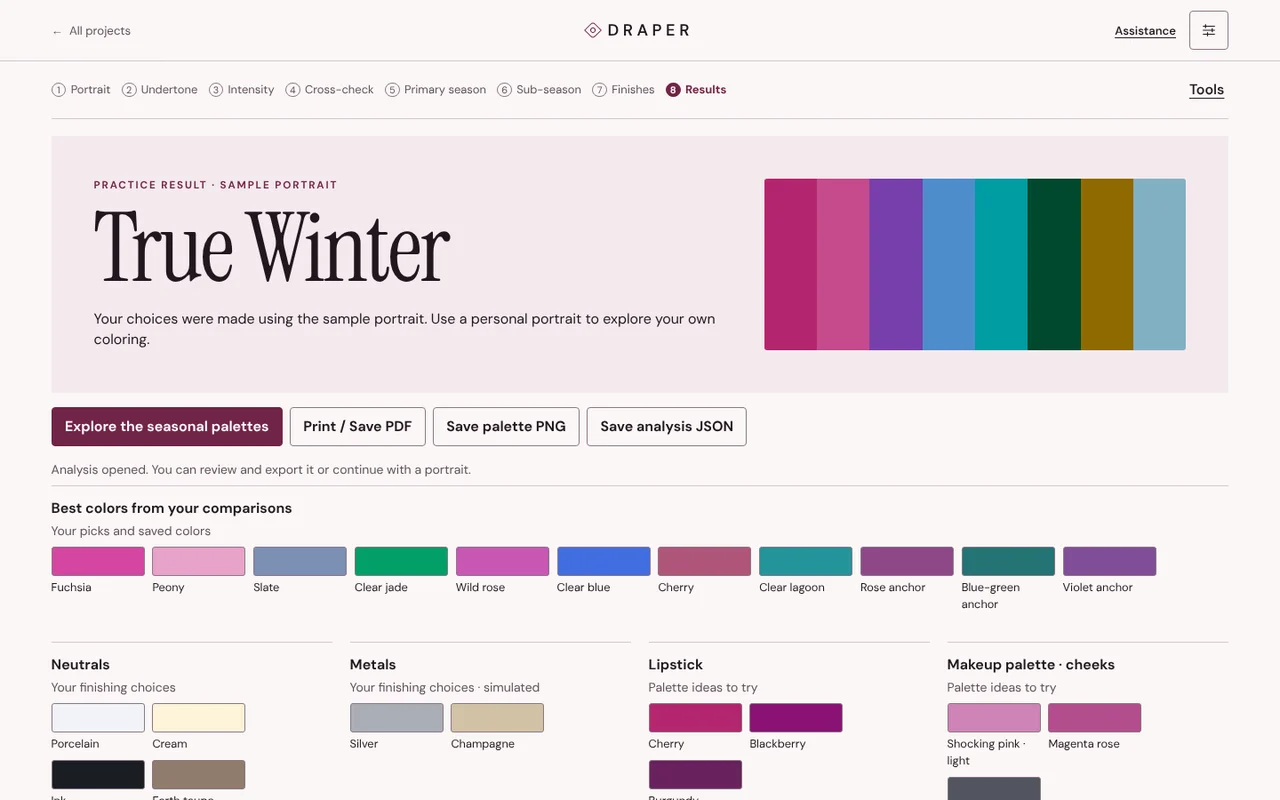 ← All projects
DRAPER
Assistance
1 Portrait 2 Undertone 3 Intensity 4 Cross-check 5 Primary season 6 Sub-season 7 Finishes 8 Results
Tools
PRACTICE RESULT · SAMPLE PORTRAIT
True Winter
Your choices were made using the sample portrait. Use a personal portrait to explore your own
coloring.
Explore the seasonal palettes
Print / Save PDF
Save palette PNG
Save analysis JSON
Analysis opened. You can review and export it or continue with a portrait.
Best colors from your comparisons
Your picks and saved colors
Fuchsia
Peony
Slate
Clear jade
Wild rose
Clear blue
Cherry
Clear lagoon
Rose anchor
Blue-green
anchor
Violet anchor
Neutrals
Your finishing choices
Porcelain
Cream
Ink
Earth taupe
Metals
Your finishing choices · simulated
Silver
Champagne
Lipstick
Palette ideas to try
Cherry
Blackberry
Burgundy
Makeup palette · cheeks
Palette ideas to try
Shocking pink ·
light
Magenta rose